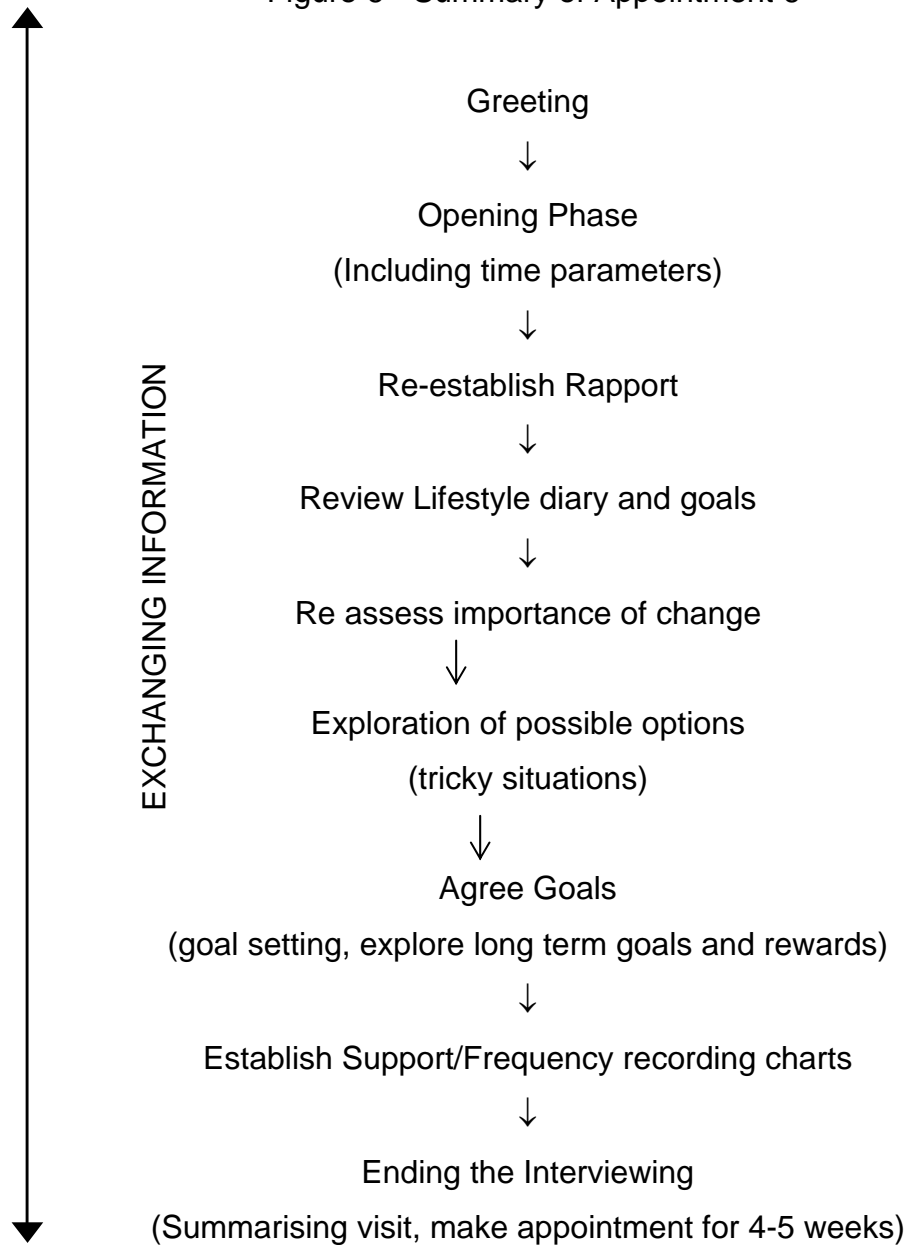 Greeting
↓
Opening Phase
(Including time parameters)
↓
Re-establish Rapport
↓
Review Lifestyle diary and goals
↓
Re assess importance of change
↓
Exploration of possible options
(tricky situations)
↓
Agree Goals
(goal setting, explore long term goals and rewards)
↓
Establish Support/Frequency recording charts
↓
Ending the Interviewing
(Summarising visit, make appointment for 4-5 weeks)
EXCHANGING INFORMATION